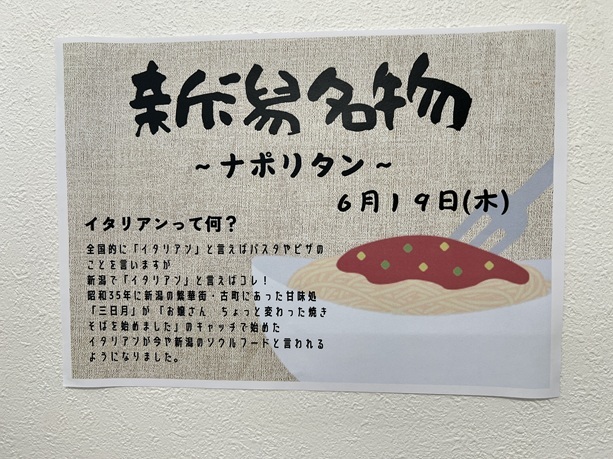 新潟名物
~ナポリタン~
6月19日(木)
イタリアンって何?
全国的に「イタリアン」と言えばパスタやピザの
ことを言いますが
新潟で「イタリアン」と言えばコレ!
昭和35年に新潟の繁華街・古町にあった甘味処
「三日月」が「お嬢さん ちょっと変わった焼き
そばを始めました」のキャッチで始めた
イタリアンが今や新潟のソウルフードと言われる
ようになりました。